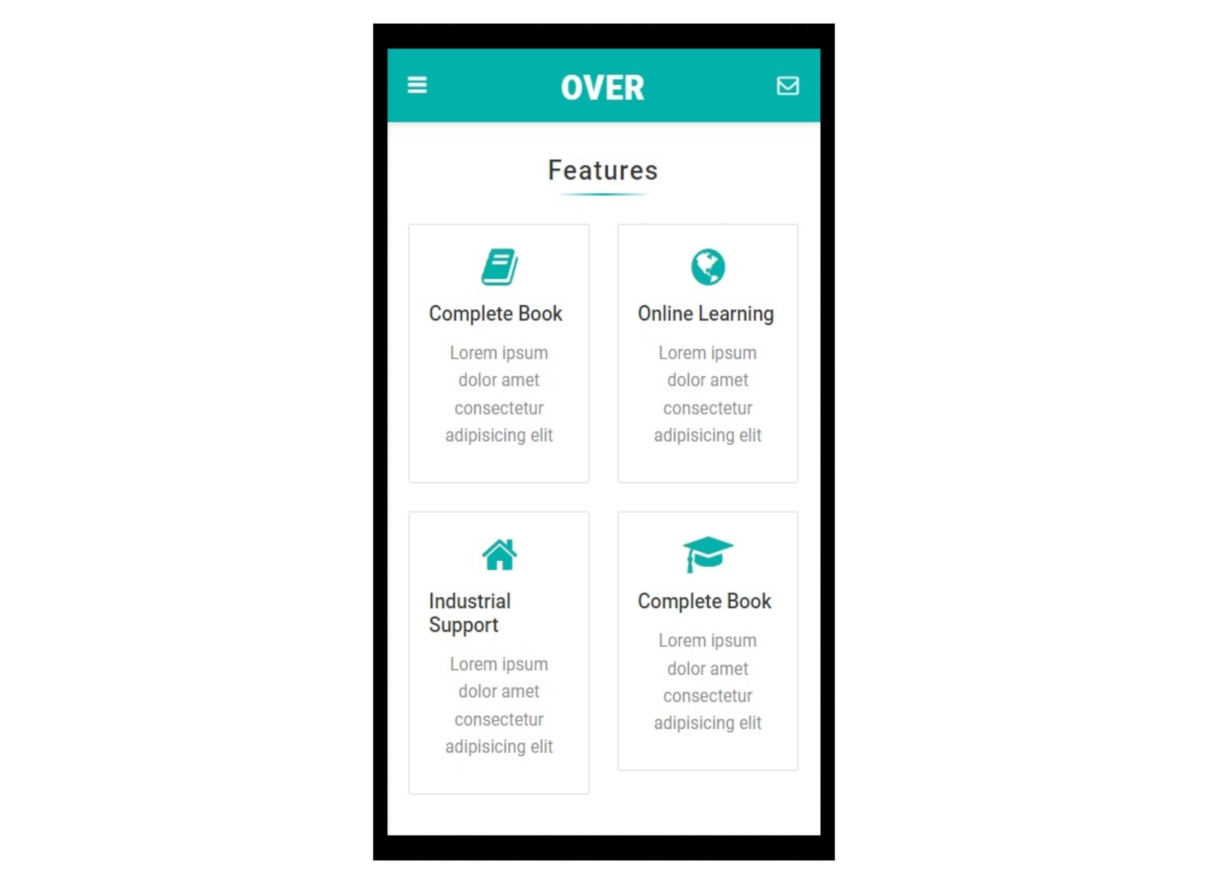 OVER
Features
Complete Book
Lorem ipsum
dolor amet
consectetur
adipisicing elit
Online Learning
Lorem ipsum
dolor amet
consectetur
adipisicing elit
Industrial
Support
Lorem ipsum
dolor amet
consectetur
adipisicing elit
Complete Book
Lorem ipsum
dolor amet
consectetur
adipisicing elit